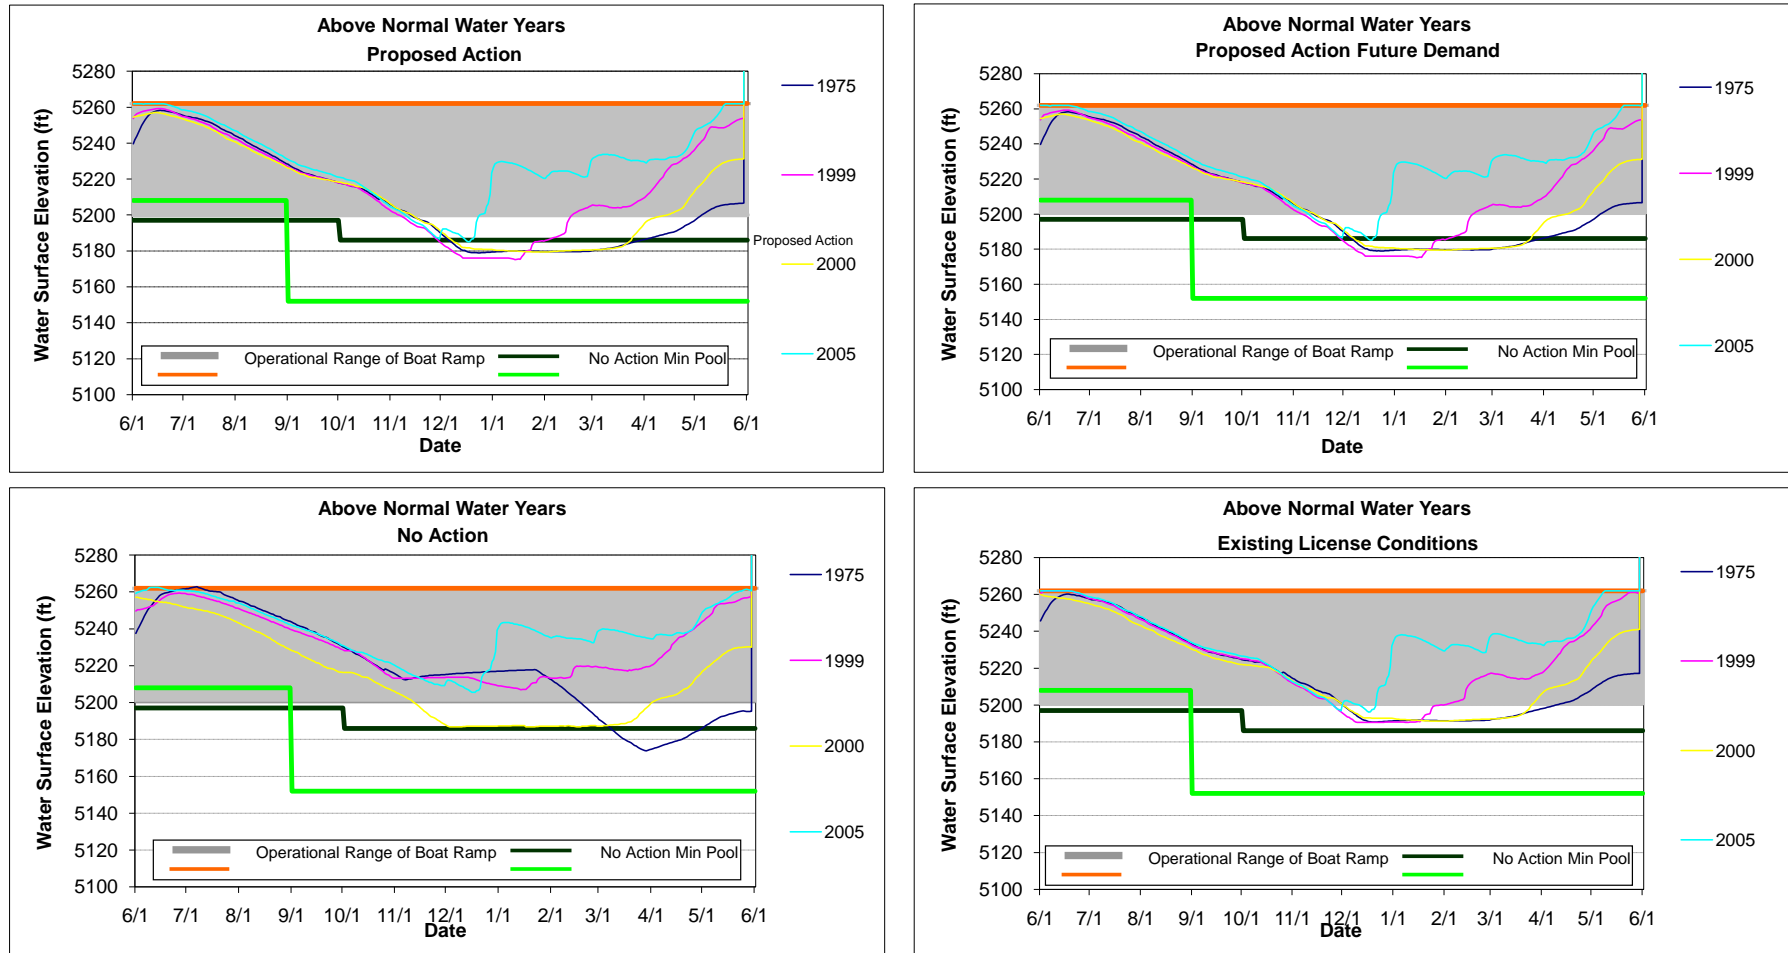 Above Normal Water Years
Proposed Action
Water Surface Elevation (ft)
5280
5260
5240
5220
5200
5180
5160
5140
5120
5100
6/1 7/1 8/1 9/1 10/1 11/1 12/1 1/1 2/1 3/1 4/1 5/1 6/1
Date
Operational Range of Boat Ramp
No Action Min Pool
1975
1999
Proposed Action
2000
2005
Above Normal Water Years
Proposed Action Future Demand
Water Surface Elevation (ft)
5280
5260
5240
5220
5200
5180
5160
5140
5120
5100
6/1 7/1 8/1 9/1 10/1 11/1 12/1 1/1 2/1 3/1 4/1 5/1 6/1
Date
Operational Range of Boat Ramp
No Action Min Pool
1975
1999
2000
2005
Above Normal Water Years
No Action
Water Surface Elevation (ft)
5280
5260
5240
5220
5200
5180
5160
5140
5120
5100
6/1 7/1 8/1 9/1 10/1 11/1 12/1 1/1 2/1 3/1 4/1 5/1 6/1
Date
Operational Range of Boat Ramp
No Action Min Pool
1975
1999
2000
2005
Above Normal Water Years
Existing License Conditions
Water Surface Elevation (ft)
5280
5260
5240
5220
5200
5180
5160
5140
5120
5100
6/1 7/1 8/1 9/1 10/1 11/1 12/1 1/1 2/1 3/1 4/1 5/1 6/1
Date
Operational Range of Boat Ramp
No Action Min Pool
1975
1999
2000
2005